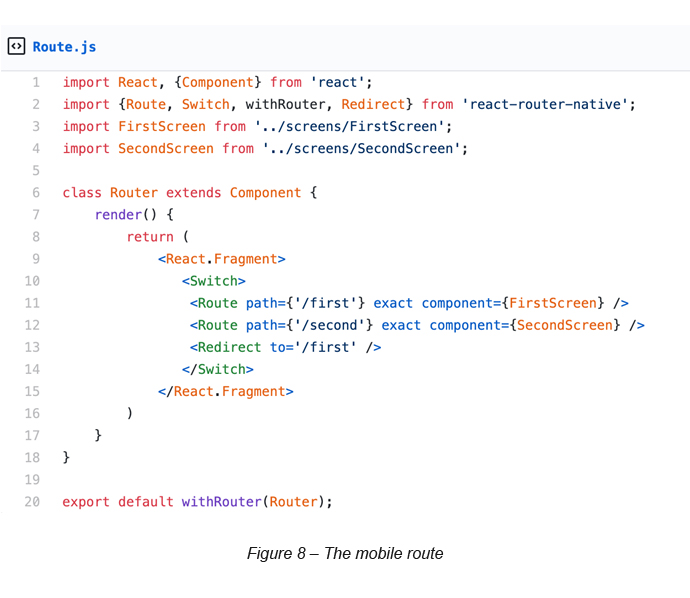 Route.js
1 import React, {Component} from 'react';
2 import {Route, Switch, withRouter, Redirect} from 'react-router-native';
3 import FirstScreen from '../screens/FirstScreen';
4 import SecondScreen from '../screens/SecondScreen';
5
6 class Router extends Component {
7     render() {
8         return (
9             <React.Fragment>
10                <Switch>
11                 <Route path={'/first'} exact component={FirstScreen} />
12                 <Route path={'/second'} exact component={SecondScreen} />
13                 <Redirect to='/first' />
14                </Switch>
15             </React.Fragment>
16         )
17     }
18 }
19
20 export default withRouter(Router);
Figure 8 – The mobile route